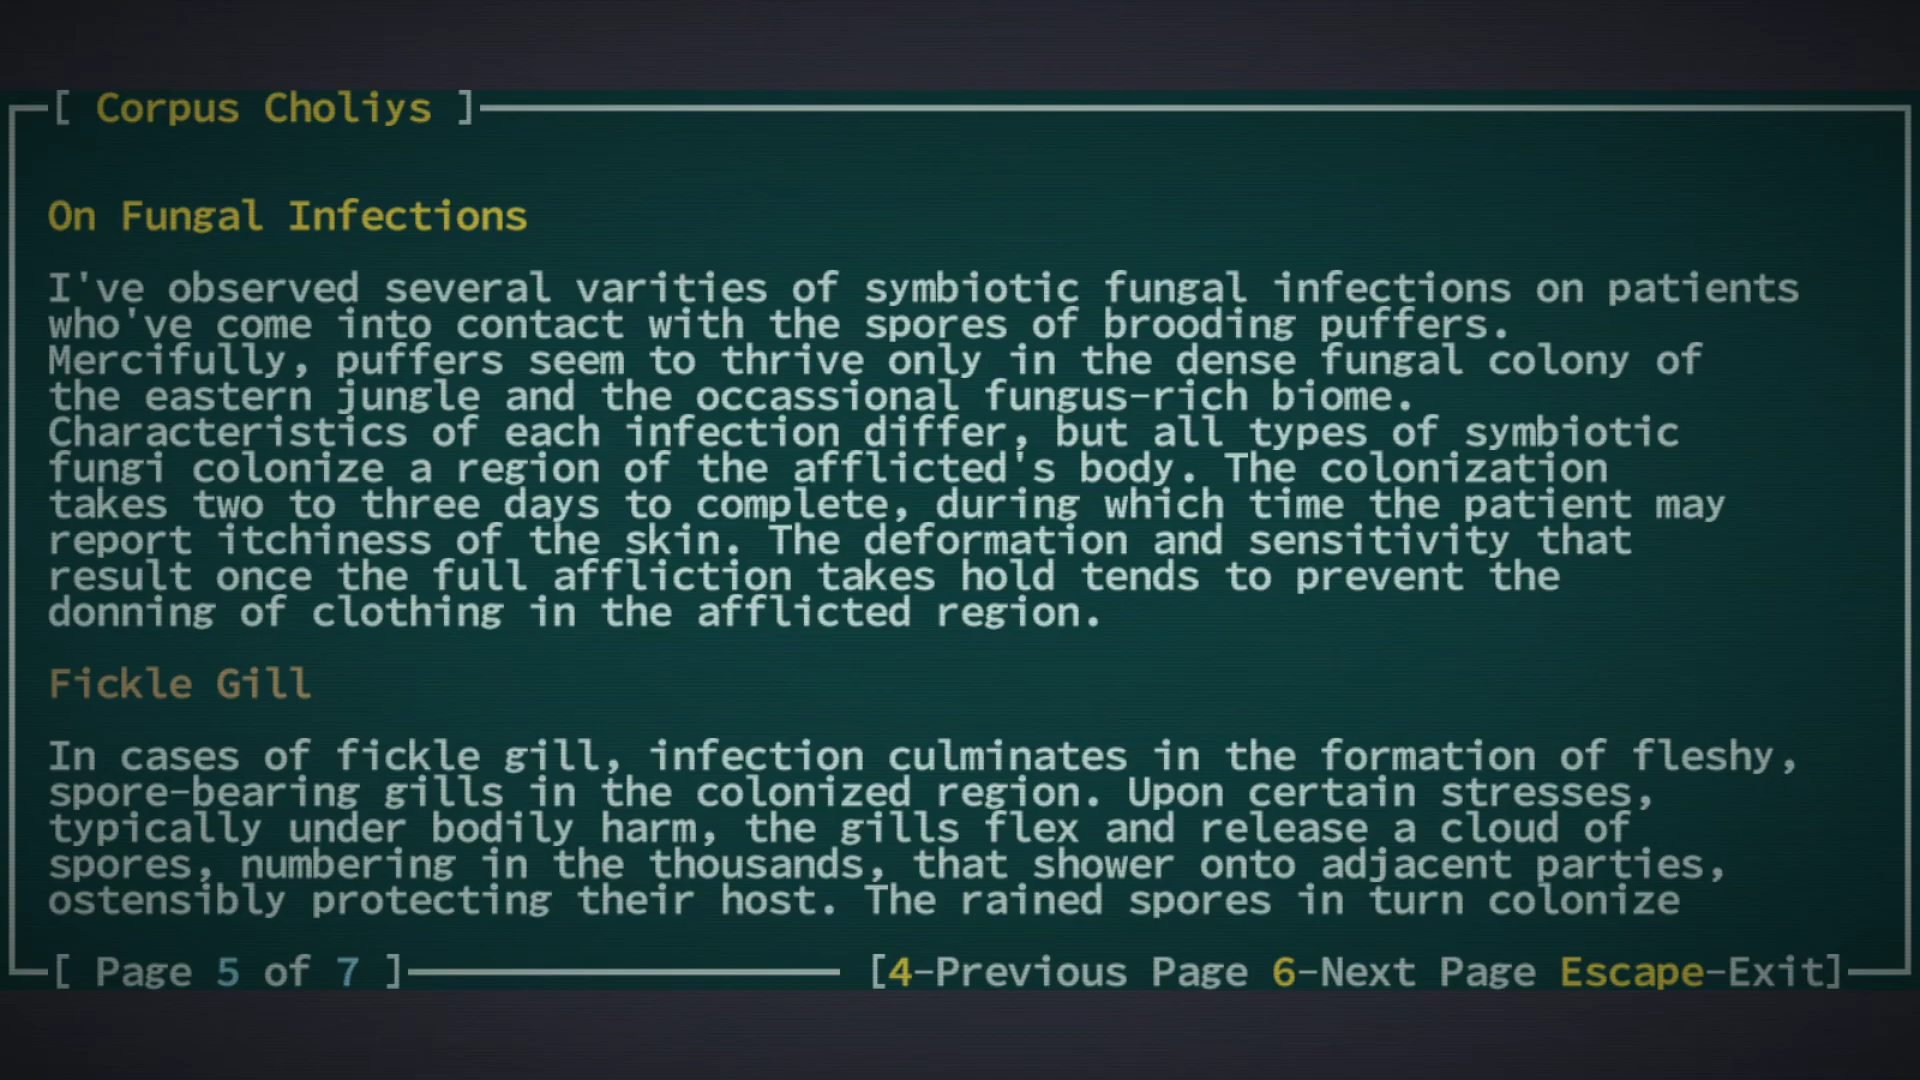 [ Corpus Choliys ]
On Fungal Infections
I've observed several varities of symbiotic fungal infections on patients
who've come into contact with the spores of brooding puffers.
Mercifully, puffers seem to thrive only in the dense fungal colony of
the eastern jungle and the occassional fungus-rich biome.
Characteristics of each infection differ, but all types of symbiotic
fungi colonize a region of the afflicted's body. The colonization
takes two to three days to complete, during which time the patient may
report itchiness of the skin. The deformation and sensitivity that
result once the full affliction takes hold tends to prevent the
donning of clothing in the afflicted region.
Fickle Gill
In cases of fickle gill, infection culminates in the formation of fleshy,
spore-bearing gills in the colonized region. Upon certain stresses,
typically under bodily harm, the gills flex and release a cloud of
spores, numbering in the thousands, that shower onto adjacent parties,
ostensibly protecting their host. The rained spores in turn colonize
[ Page 5 of 7 ] [4-Previous Page 6-Next Page Escape-Exit]